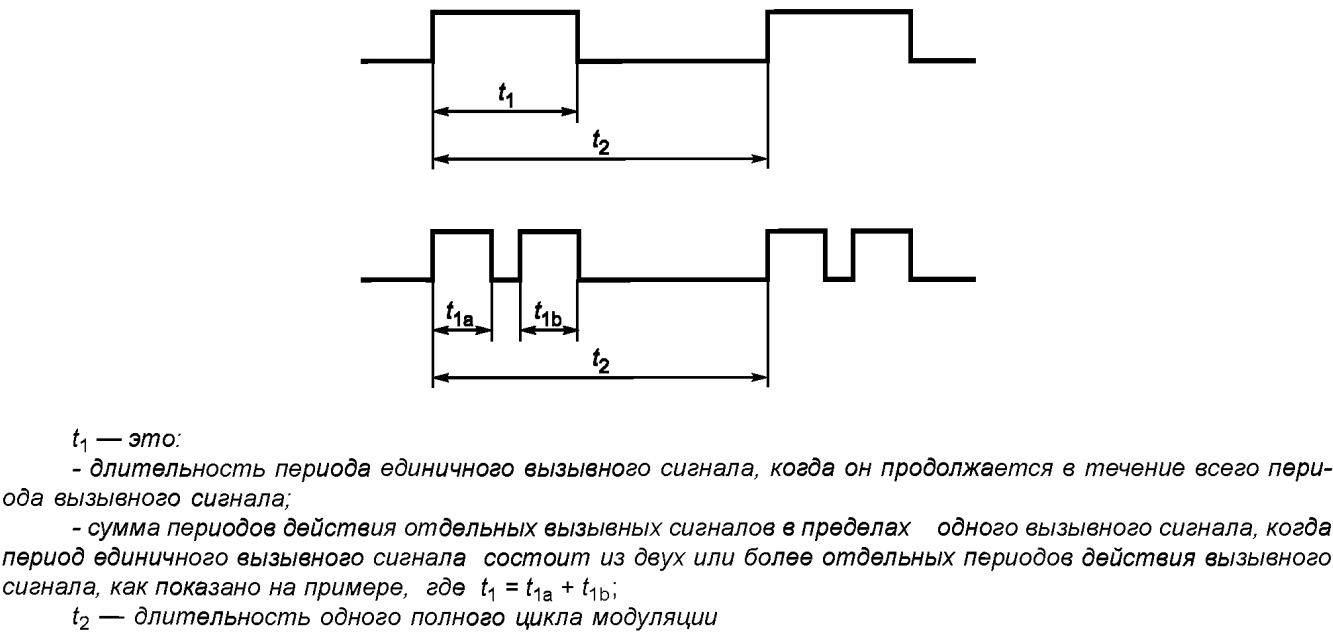 t₁
t₂
t₁ₐ t₁b
t₂
t₁ — это:
- длительность периода единичного вызывного сигнала, когда он продолжается в течение всего пери-
ода вызывного сигнала;
- сумма периодов действия отдельных вызывных сигналов в пределах одного вызывного сигнала, когда
период единичного вызывного сигнала состоит из двух или более отдельных периодов действия вызывного
сигнала, как показано на примере, где t₁ = t₁ₐ + t₁b;
t₂ — длительность одного полного цикла модуляции